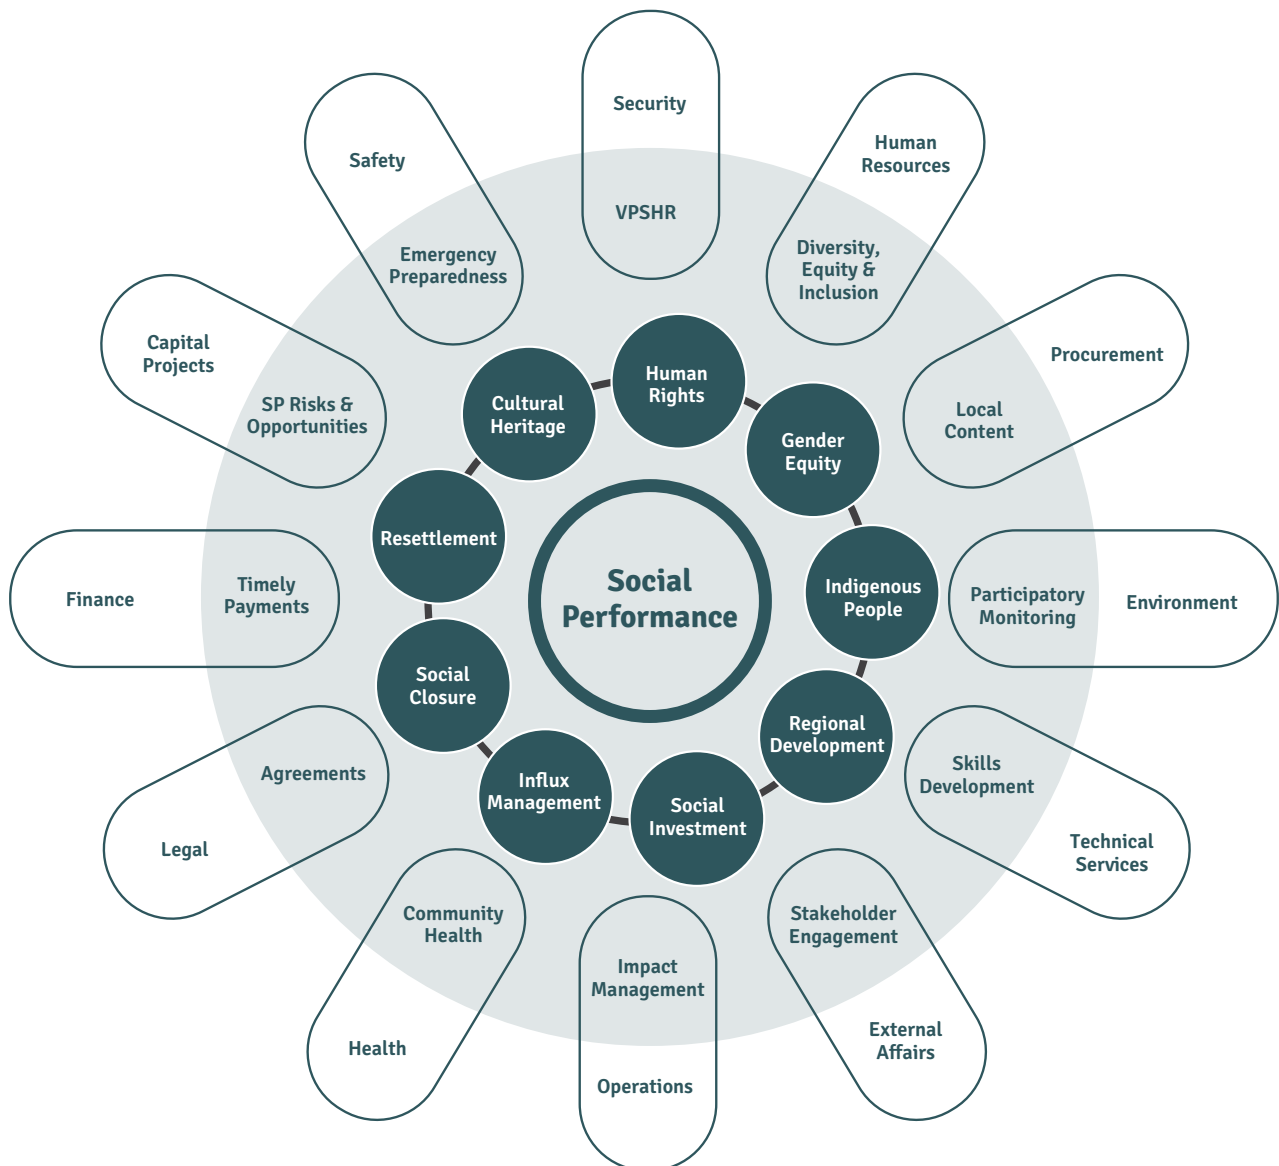 Security
VPSHR
Human
Resources
Diversity,
Equity &
Inclusion
Procurement
Local
Content
Environment
Participatory
Monitoring
Technical
Services
Skills
Development
External
Affairs
Stakeholder
Engagement
Operations
Impact
Management
Health
Community
Health
Legal
Agreements
Finance
Timely
Payments
Capital
Projects
SP Risks &
Opportunities
Safety
Emergency
Preparedness
Human
Rights
Gender
Equity
Indigenous
People
Regional
Development
Social
Investment
Influx
Management
Social
Closure
Resettlement
Cultural
Heritage
Social
Performance